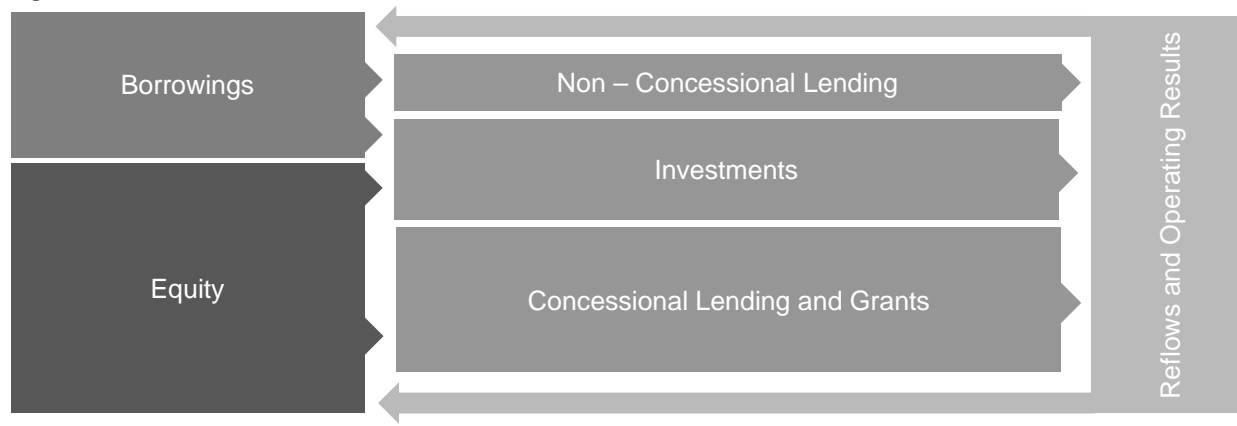 Borrowings
Non – Concessional Lending
Investments
Equity
Concessional Lending and Grants
Reflows and Operating Results